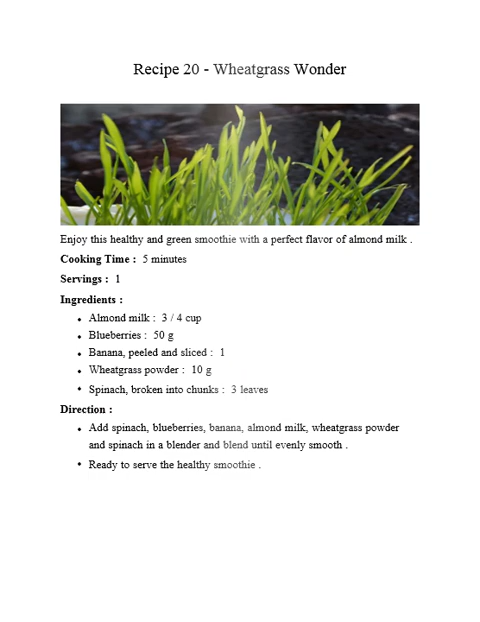 Recipe 20 - Wheatgrass Wonder
Enjoy this healthy and green smoothie with a perfect flavor of almond milk .
Cooking Time : 5 minutes
Servings : 1
Ingredients :
• Almond milk : 3 / 4 cup
• Blueberries : 50 g
• Banana, peeled and sliced : 1
• Wheatgrass powder : 10 g
• Spinach, broken into chunks : 3 leaves
Direction :
• Add spinach, blueberries, banana, almond milk, wheatgrass powder
and spinach in a blender and blend until evenly smooth .
• Ready to serve the healthy smoothie .